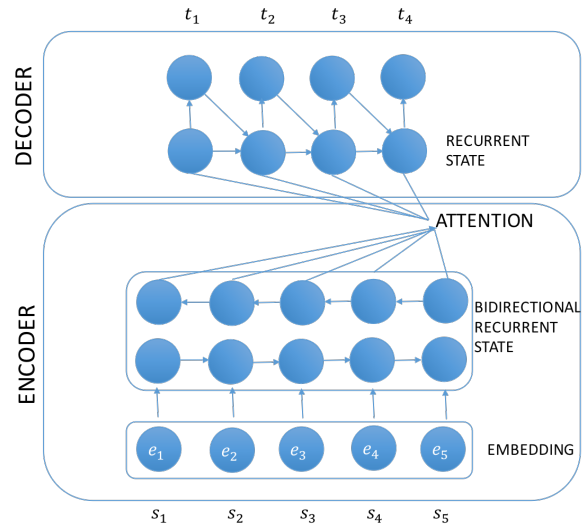 t₁ t₂ t₃ t₄
DECODER
RECURRENT
STATE
ATTENTION
ENCODER
BIDIRECTIONAL
RECURRENT
STATE
e₁ e₂ e₃ e₄ e₅
EMBEDDING
s₁ s₂ s₃ s₄ s₅